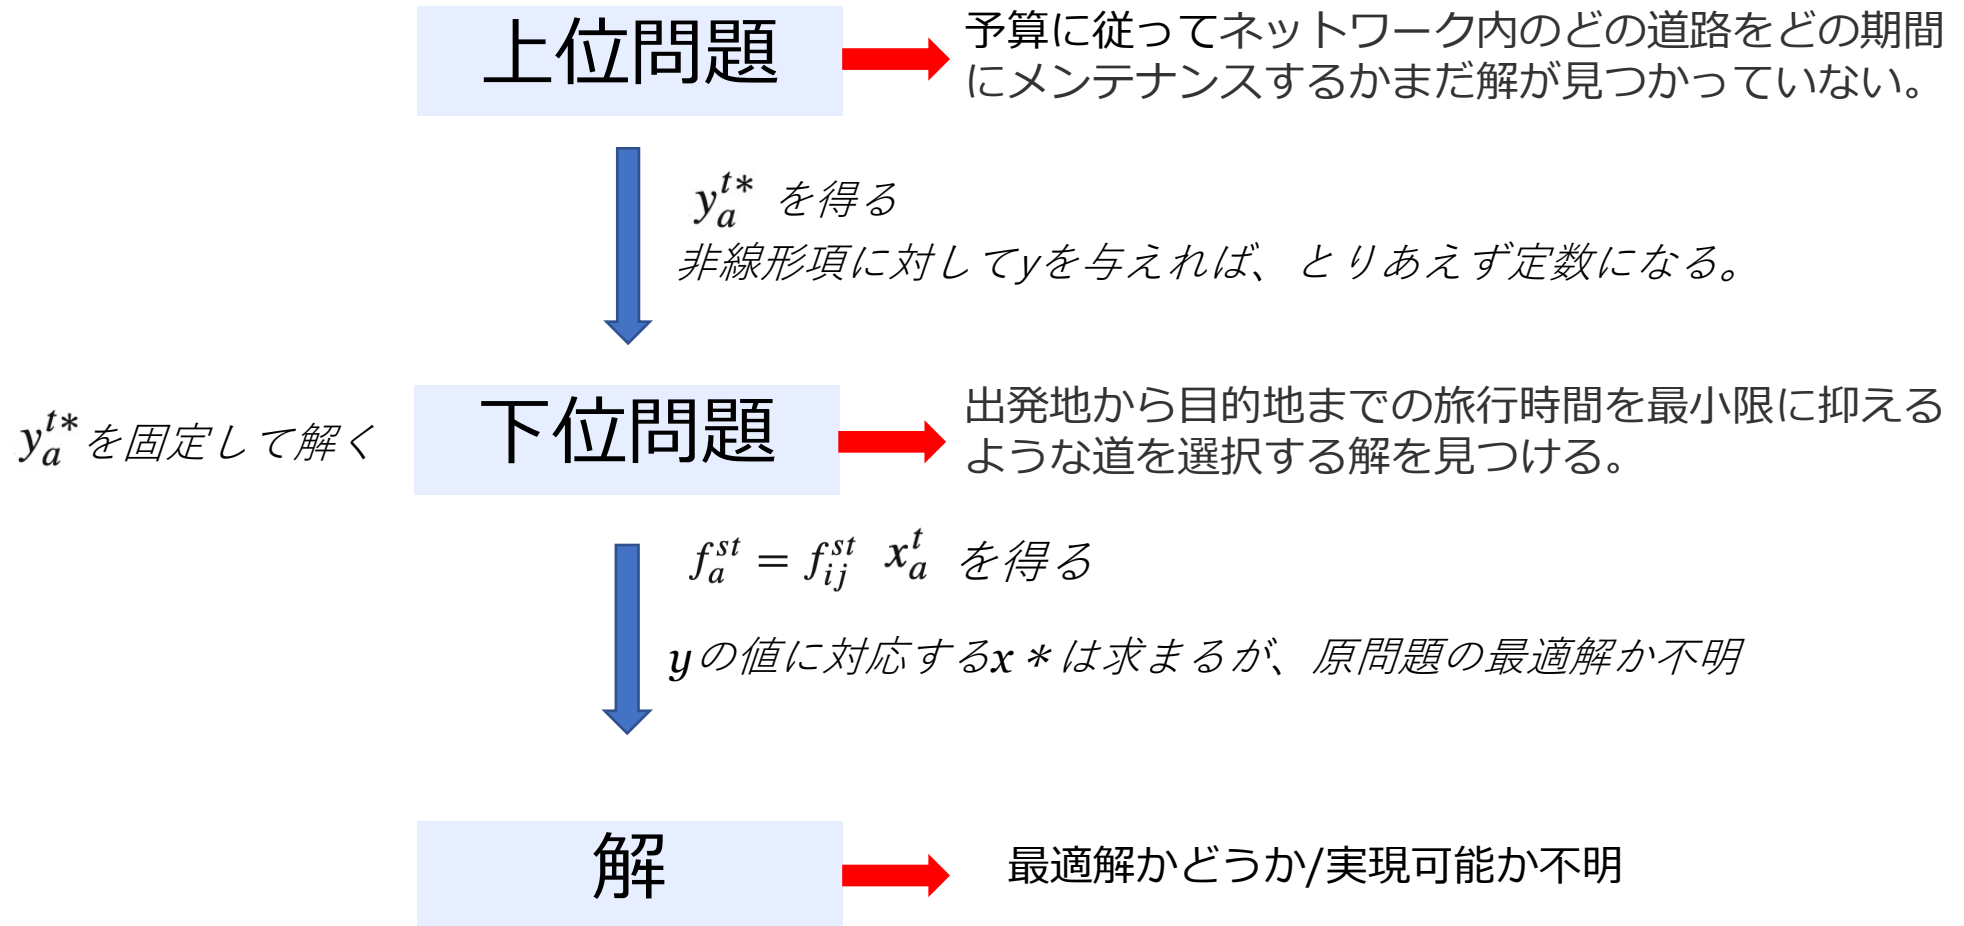 上位問題
予算に従ってネットワーク内のどの道路をどの期間
にメンテナンスするかまだ解が見つかっていない。
y_a^{t*} を得る
非線形項に対してyを与えれば、とりあえず定数になる。
y_a^{t*} を固定して解く
下位問題
出発地から目的地までの旅行時間を最小限に抑える
ような道を選択する解を見つける。
f_a^{st} = f_{ij}^{st} x_a^t を得る
yの値に対応するx＊は求まるが、原問題の最適解か不明
解
最適解かどうか/実現可能か不明